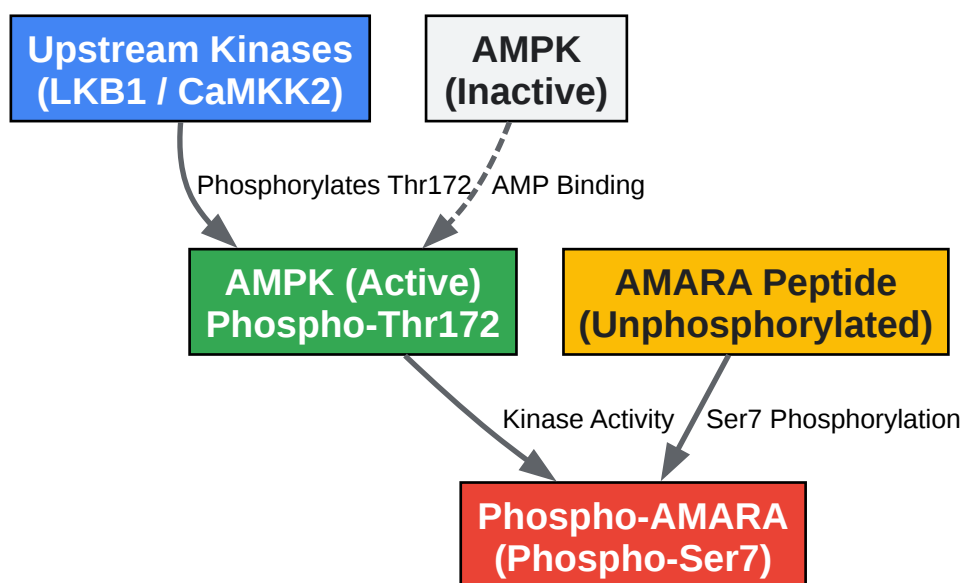 Upstream Kinases
(LKB1 / CaMKK2)
AMPK
(Inactive)
Phosphorylates Thr172
AMP Binding
AMPK (Active)
Phospho-Thr172
AMARA Peptide
(Unphosphorylated)
Kinase Activity
Ser7 Phosphorylation
Phospho-AMARA
(Phospho-Ser7)